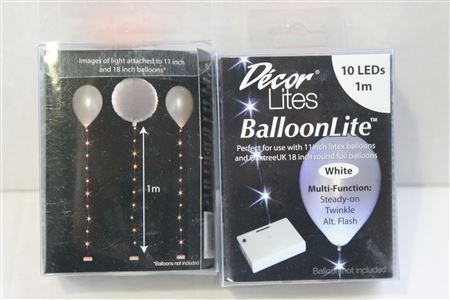 Images of light attached to 11 inch
and 18 inch balloons*
1m
*Balloons not included
Décor®
Lites
10 LEDs
1m
BalloonLite™
Perfect for use with 11inch latex balloons
and OaktreeUK 18 inch round foil balloons
White
Multi-Function:
Steady-on
Twinkle
Alt. Flash
Balloon not included